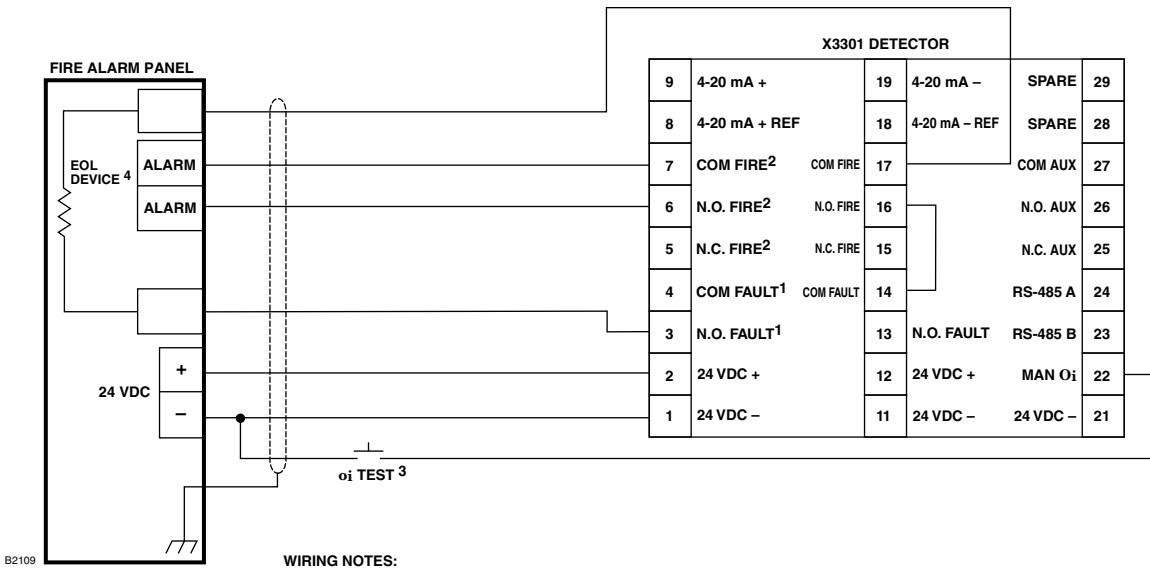 X3301 DETECTOR
FIRE ALARM PANEL
EOL
DEVICE 4
ALARM
ALARM
24 VDC
+
–
oi TEST 3
9 4-20 mA + 19 4-20 mA – SPARE 29
8 4-20 mA + REF 18 4-20 mA – REF SPARE 28
7 COM FIRE2 COM FIRE 17 COM AUX 27
6 N.O. FIRE2 N.O. FIRE 16 N.O. AUX 26
5 N.C. FIRE2 N.C. FIRE 15 N.C. AUX 25
4 COM FAULT1 COM FAULT 14 RS-485 A 24
3 N.O. FAULT1 13 N.O. FAULT RS-485 B 23
2 24 VDC + 12 24 VDC + MAN Oi 22
1 24 VDC – 11 24 VDC – 24 VDC – 21
B2109
WIRING NOTES: